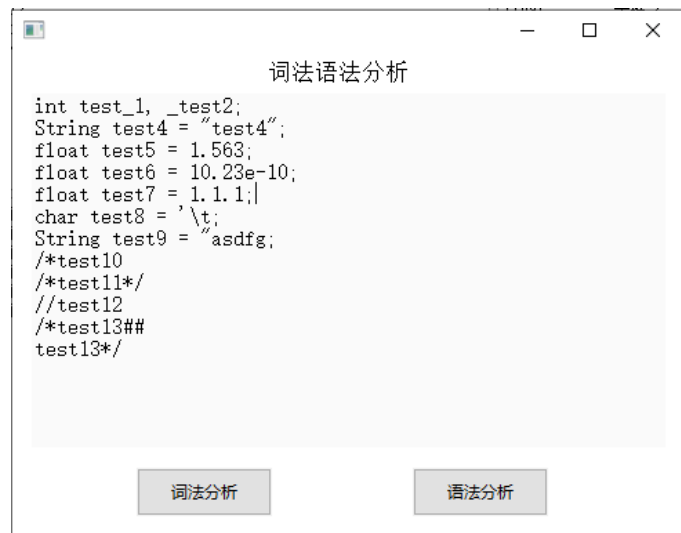 词法语法分析
int test_1, _test2;
String test4 = "test4";
float test5 = 1.563;
float test6 = 10.23e-10;
float test7 = 1.1.1;
char test8 = '\t;
String test9 = "asdfg;
/*test10
/*test11*/
//test12
/*test13##
test13*/
词法分析
语法分析